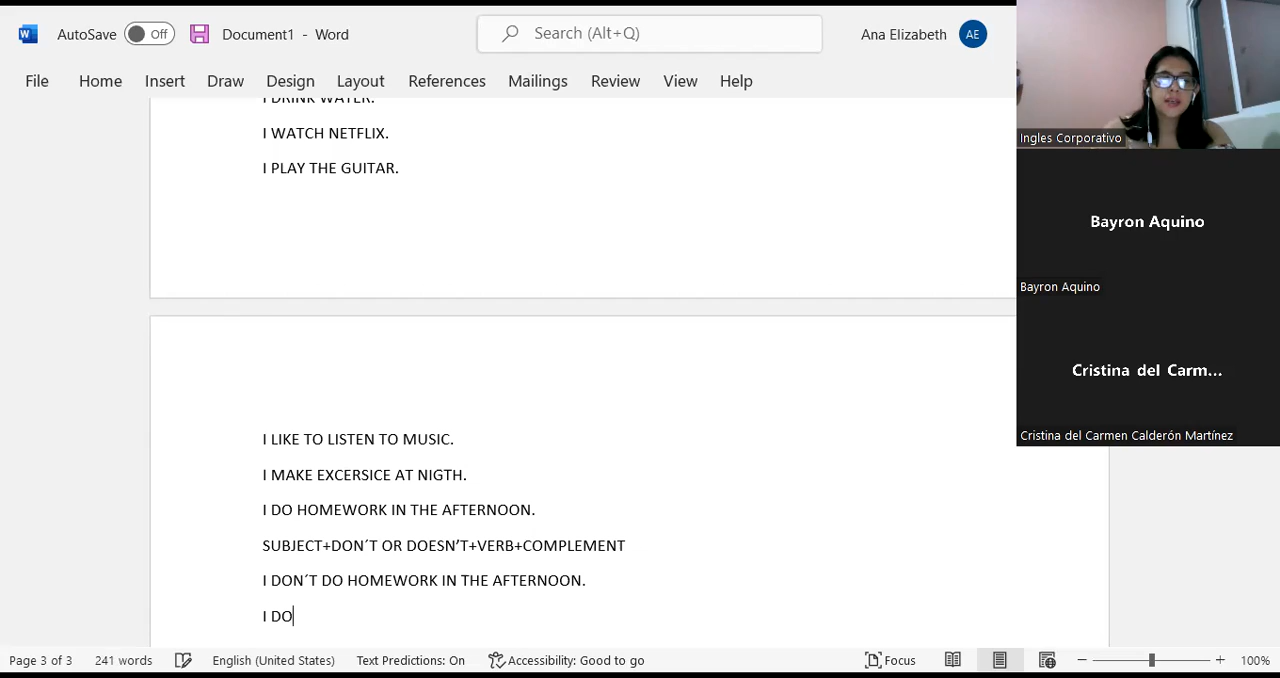 AutoSave Off Document1 - Word Search (Alt+Q) Ana Elizabeth AE
File Home Insert Draw Design Layout References Mailings Review View Help
I DRINK WATER.
I WATCH NETFLIX.
I PLAY THE GUITAR.
I LIKE TO LISTEN TO MUSIC.
I MAKE EXCERSICE AT NIGTH.
I DO HOMEWORK IN THE AFTERNOON.
SUBJECT+DON´T OR DOESN’T+VERB+COMPLEMENT
I DON´T DO HOMEWORK IN THE AFTERNOON.
I DO
Ingles Corporativo
Bayron Aquino
Bayron Aquino
Cristina del Carm...
Cristina del Carmen Calderón Martínez
Page 3 of 3 241 words English (United States) Text Predictions: On Accessibility: Good to go Focus 100%